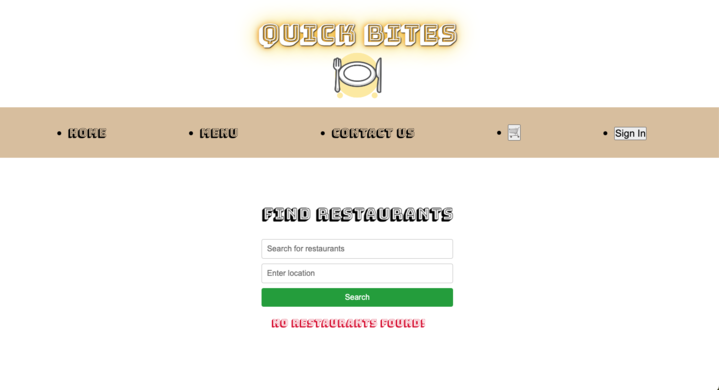 QUICK BITES
HOME
MENU
CONTACT US
Sign In
FIND RESTAURANTS
Search for restaurants
Enter location
Search
NO RESTAURANTS FOUND!